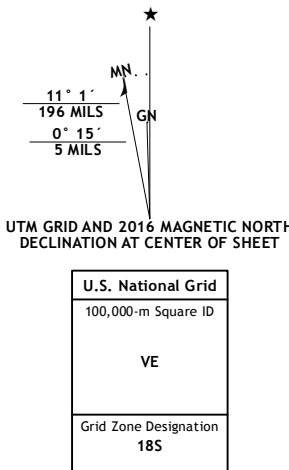 ★
MN
GN
11° 1´
196 MILS
0° 15´
5 MILS
UTM GRID AND 2016 MAGNETIC NORTH
DECLINATION AT CENTER OF SHEET
U.S. National Grid
100,000-m Square ID
VE
Grid Zone Designation
18S